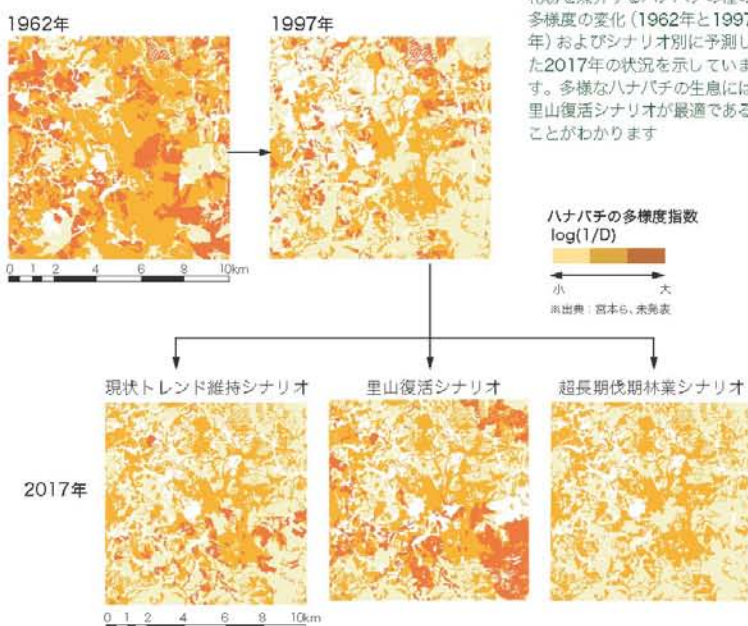 1962年
1997年
多様度の変化（1962年と1997
年）およびシナリオ別に予測し
た2017年の状況を示していま
す。多様なハナバチの生息には
里山復活シナリオが最適である
ことがわかります
ハナバチの多様度指数
log(1/D)
小 大
※出典：宮本ら、未発表
0 1 2 4 6 8 10km
現状トレンド維持シナリオ
里山復活シナリオ
超長期伐期林業シナリオ
2017年
0 1 2 4 6 8 10km